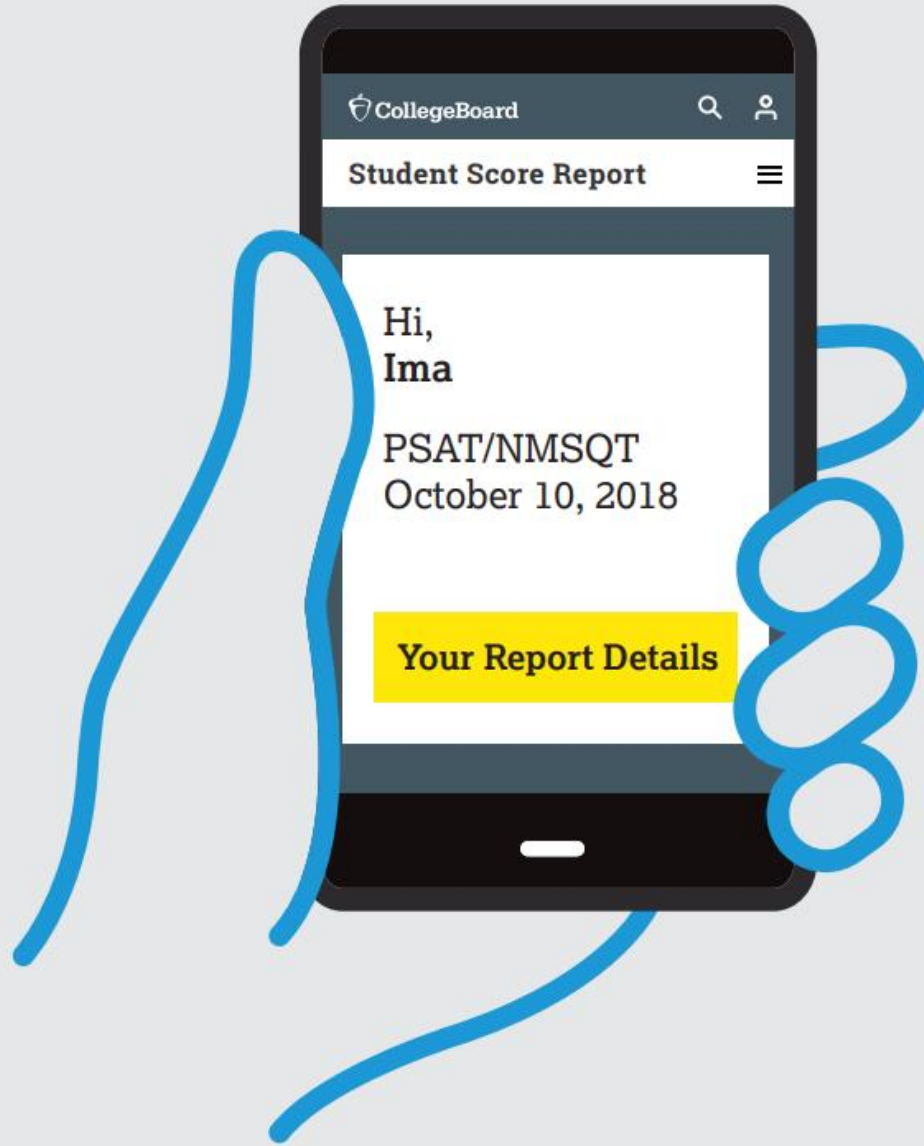 CollegeBoard
Student Score Report
Hi,
Ima
PSAT/NMSQT
October 10, 2018
Your Report Details